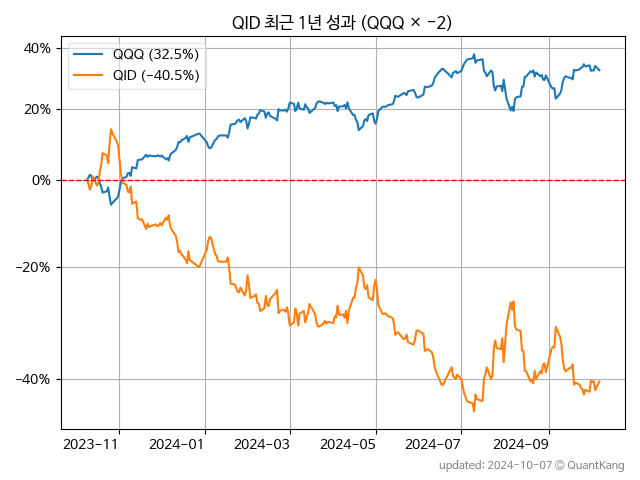 QID 최근 1년 성과 (QQQ × −2)
QQQ (32.5%)
QID (−40.5%)
40%
20%
0%
−20%
−40%
2023-11 2024-01 2024-03 2024-05 2024-07 2024-09
updated: 2024-10-07 © QuantKang